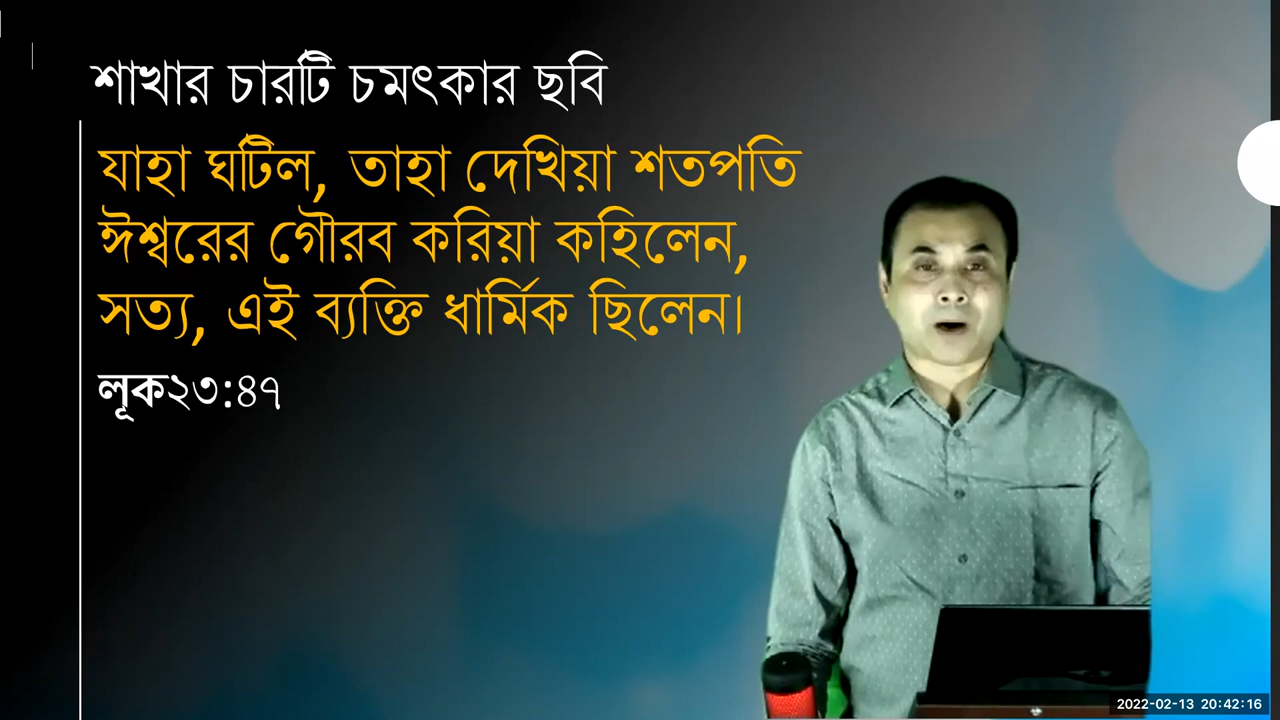 শাখার চারটি চমৎকার ছবি
যাহা ঘটিল, তাহা দেখিয়া শতপতি
ঈশ্বরের গৌরব করিয়া কহিলেন,
সত্য, এই ব্যক্তি ধার্মিক ছিলেন।
লূক২৩:৪৭
2022-02-13 20:42:16